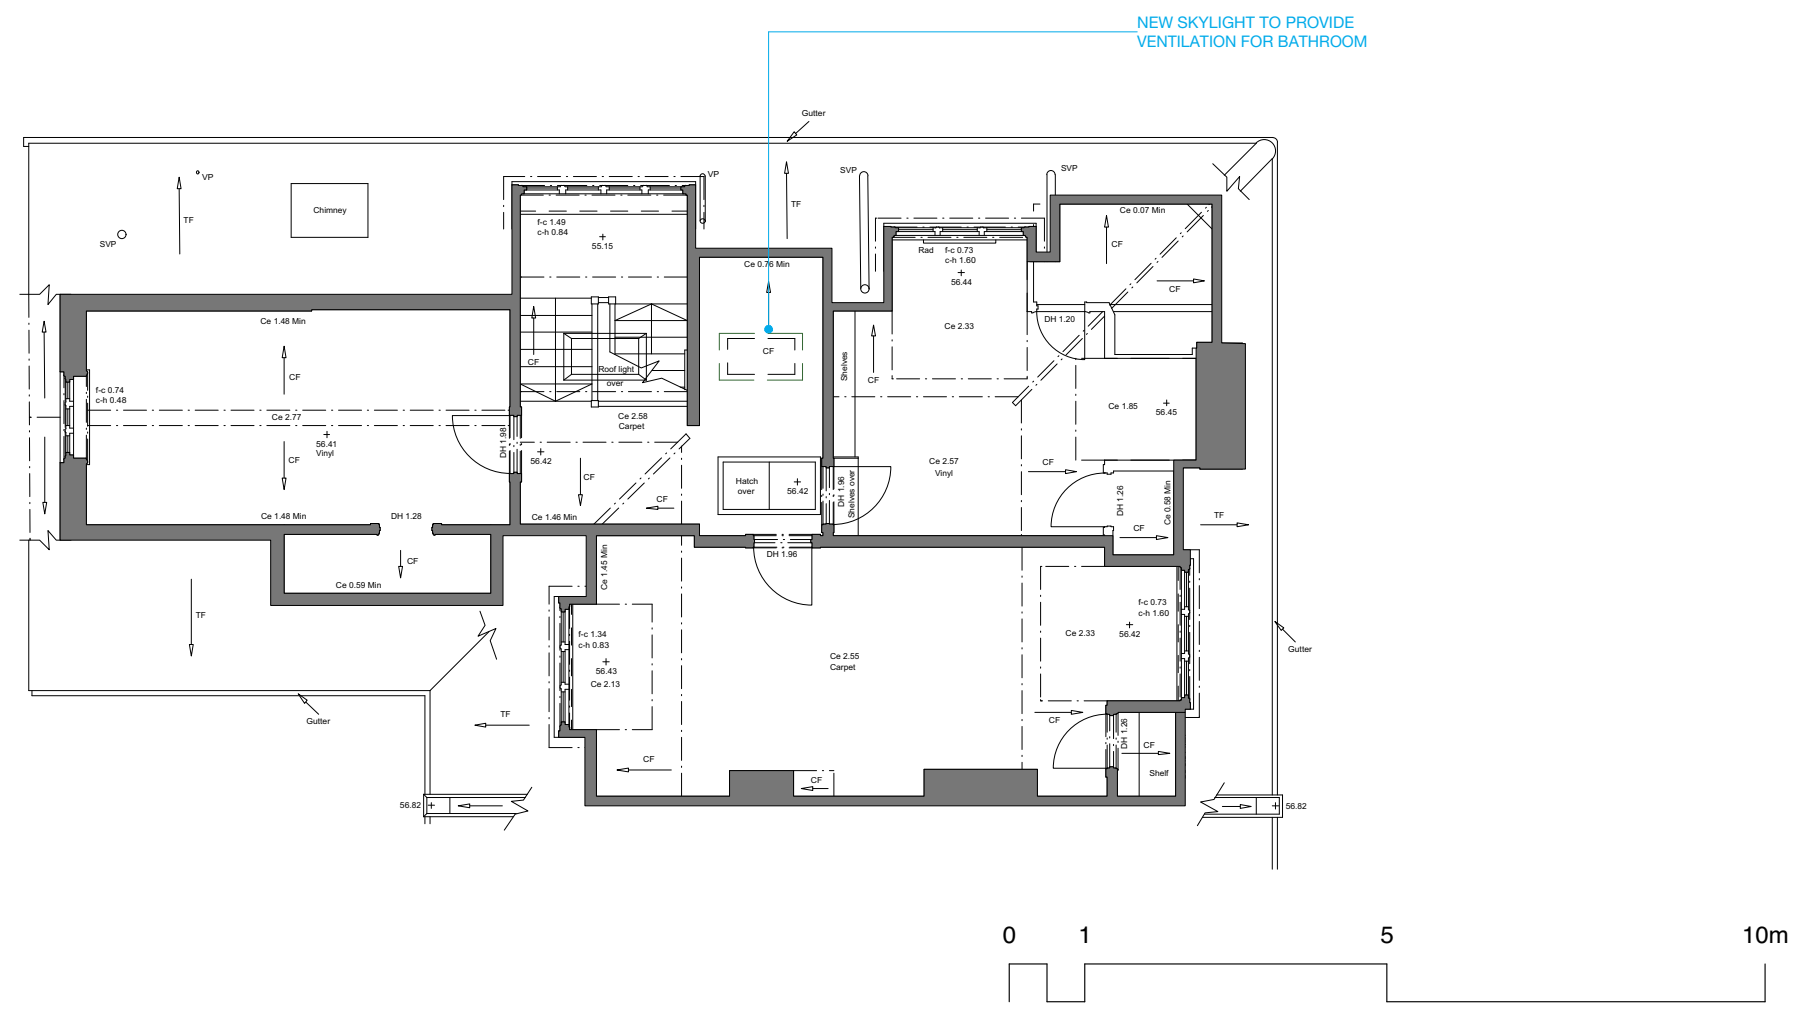 NEW SKYLIGHT TO PROVIDE
VENTILATION FOR BATHROOM
Gutter
VP
TF
SVP
Chimney
VP
TF
SVP
SVP
f-c 1.49
c-h 0.84
55.15
Ce 0.76 Min
Rad
f-c 0.73
c-h 1.60
56.44
Ce 0.07 Min
CF
CF
Ce 1.48 Min
CF
CF
Roof light
over
CF
Shelves
CF
Ce 2.33
DH 1.20
f-c 0.74
c-h 0.48
Ce 2.77
56.41
Vinyl
CF
DH 1.98
56.42
Ce 2.58
Carpet
CF
CF
Ce 1.46 Min
Hatch
over
56.42
DH 1.96
Shelves over
Ce 2.57
Vinyl
Ce 1.85
56.45
CF
DH 1.26
CF
Ce 0.58 Min
TF
Ce 1.48 Min
DH 1.28
CF
Ce 0.59 Min
TF
Ce 1.45 Min
DH 1.96
f-c 1.34
c-h 0.83
56.43
Ce 2.13
Ce 2.55
Carpet
Ce 2.33
f-c 0.73
c-h 1.60
56.42
Gutter
Gutter
TF
CF
CF
CF
DH 1.26
CF
Shelf
56.82
56.82
0 1 5 10m